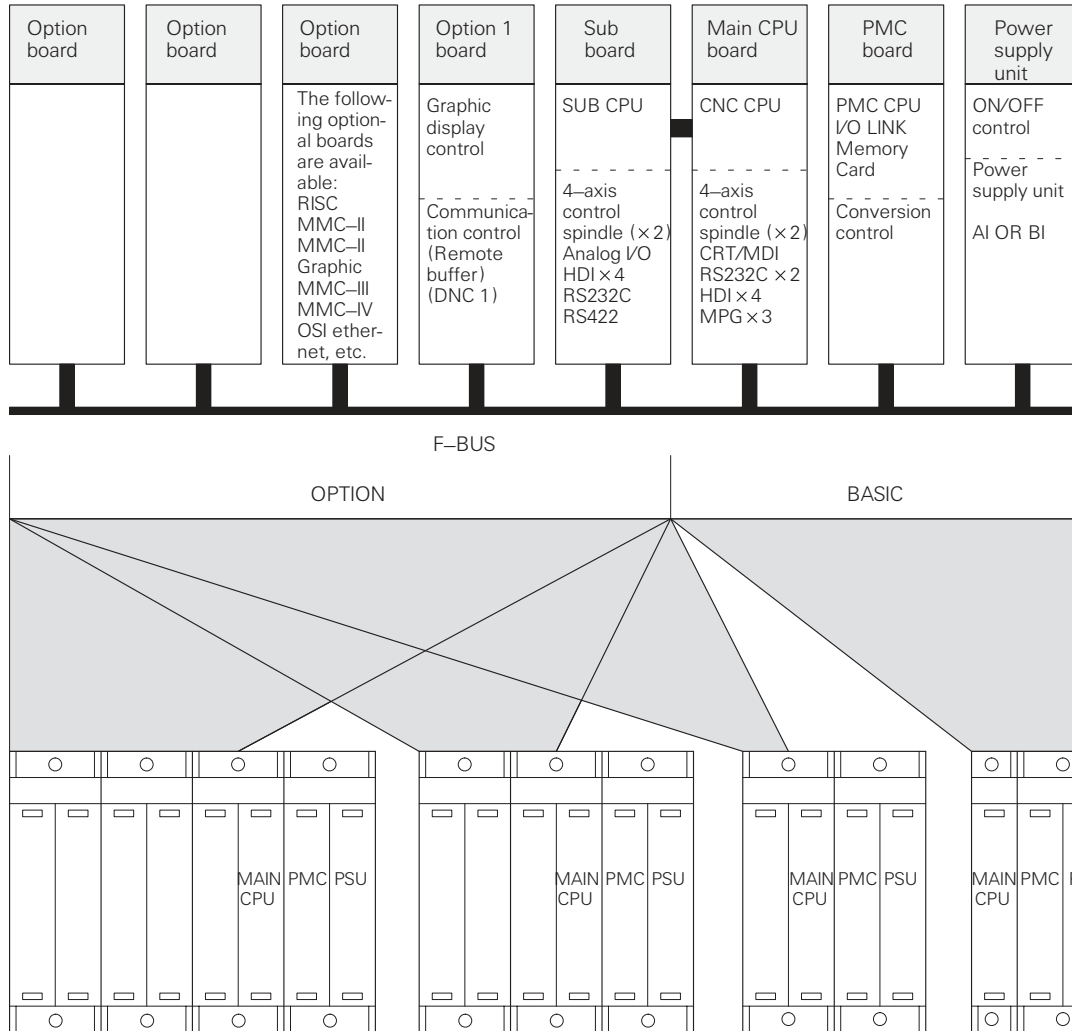 Option
board
Option
board
Option
board
Option 1
board
Sub
board
Main CPU
board
PMC
board
Power
supply
unit
The follow-
ing option-
al boards
are avail-
able:
RISC
MMC–II
MMC–II
Graphic
MMC–III
MMC–IV
OSI ether-
net, etc.
Graphic
display
control
Communica-
tion control
(Remote
buffer)
(DNC 1)
SUB CPU
4–axis
control
spindle (×2)
Analog I/O
HDI×4
RS232C
RS422
CNC CPU
4–axis
control
spindle (×2)
CRT/MDI
RS232C×2
HDI×4
MPG×3
PMC CPU
I/O LINK
Memory
Card
Conversion
control
ON/OFF
control
Power
supply unit
AI OR BI
F–BUS
OPTION
BASIC
MAIN
CPU
PMC
PSU
MAIN
CPU
PMC
PSU
MAIN
CPU
PMC
PSU
MAIN
CPU
PMC